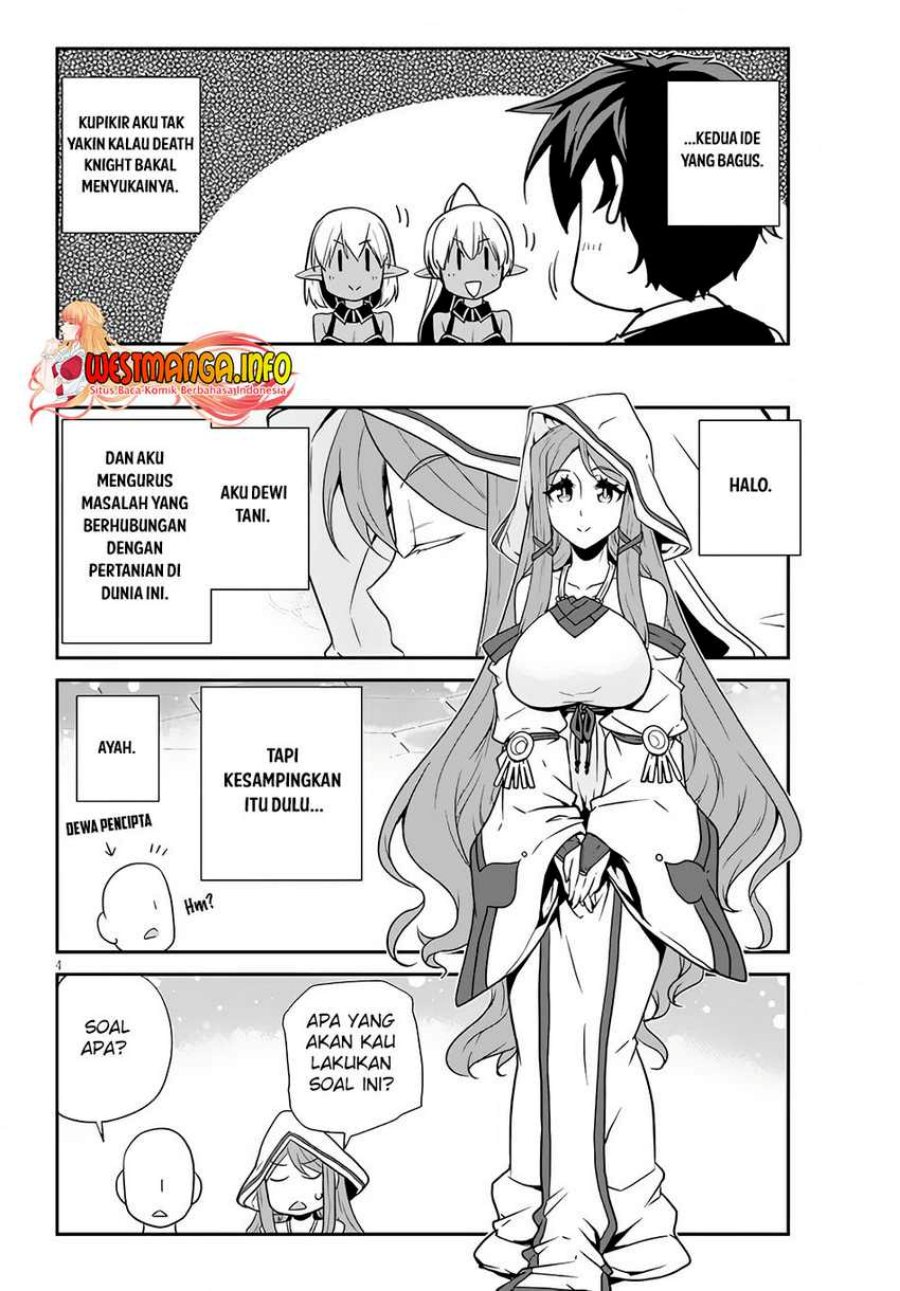 ...KEDUA IDE
YANG BAGUS.
KUPIKIR AKU TAK
YAKIN KALAU DEATH
KNIGHT BAKAL
MENYUKAINYA.
WESTMANGA.INFO
Situs Baca Komik Berbahasa Indonesia
HALO.
AKU DEWI
TANI.
DAN AKU
MENGURUS
MASALAH YANG
BERHUBUNGAN
DENGAN
PERTANIAN DI
DUNIA INI.
TAPI
KESAMPINGKAN
ITU DULU...
AYAH.
DEWA PENCIPTA
Hm?
4
APA YANG
AKAN KAU
LAKUKAN
SOAL INI?
SOAL
APA?